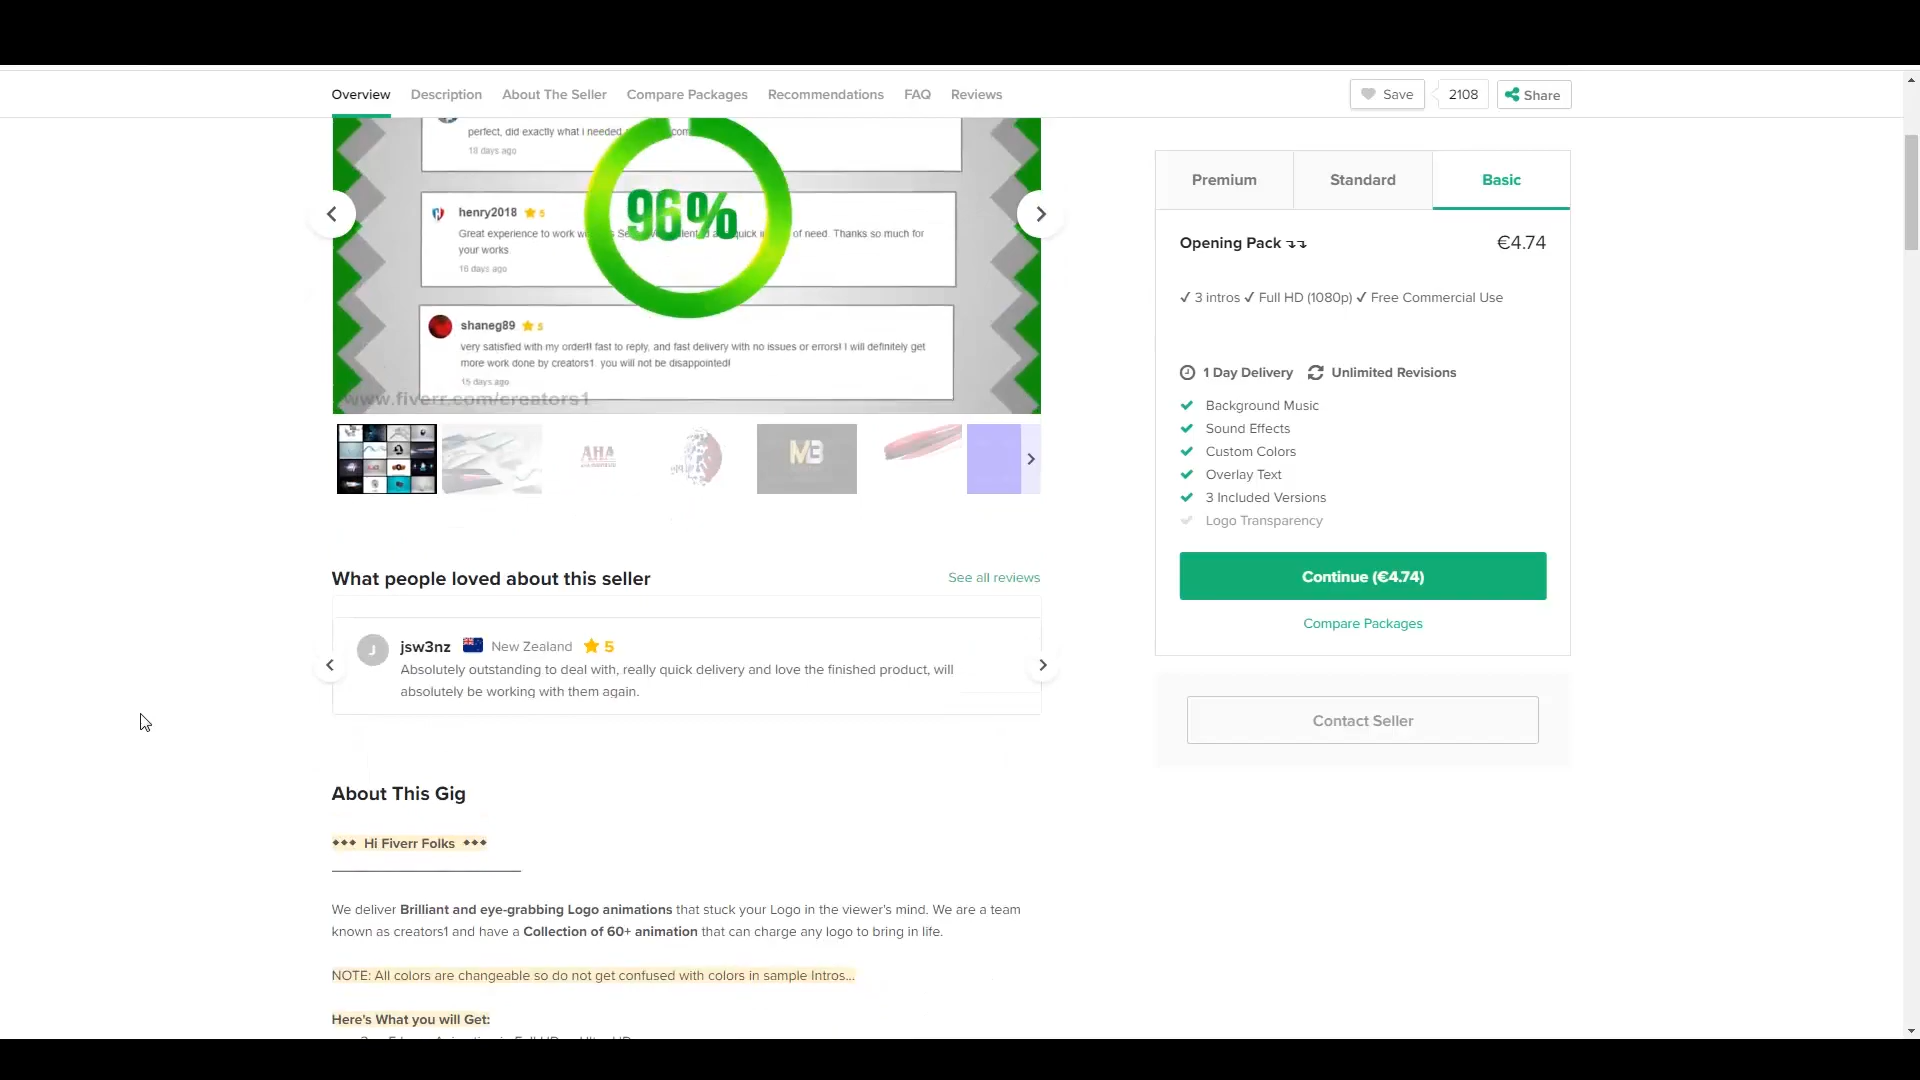 Overview Description About The Seller Compare Packages Recommendations FAQ Reviews
Save 2108 Share
perfect, did exactly what i needed
18 days ago
96%
henry2018 5
Great experience to work quick of need. Thanks so much for
your works
16 days ago
shaneg89 5
very satisfied with my order!! fast to reply, and fast delivery with no issues or errors! I will definitely get
more work done by creators1. you will not be disappointed!
15 days ago
www.fiverr.com/creators1
AHA
MB
Premium Standard Basic
Opening Pack €4.74
✓ 3 intros ✓ Full HD (1080p) ✓ Free Commercial Use
1 Day Delivery Unlimited Revisions
Background Music
Sound Effects
Custom Colors
Overlay Text
3 Included Versions
Logo Transparency
Continue (€4.74)
Compare Packages
Contact Seller
What people loved about this seller See all reviews
J jsw3nz New Zealand 5
Absolutely outstanding to deal with, really quick delivery and love the finished product, will
absolutely be working with them again.
About This Gig
Hi Fiverr Folks
We deliver Brilliant and eye-grabbing Logo animations that stuck your Logo in the viewer's mind. We are a team
known as creators1 and have a Collection of 60+ animation that can charge any logo to bring in life.
NOTE: All colors are changeable so do not get confused with colors in sample Intros...
Here's What you will Get: